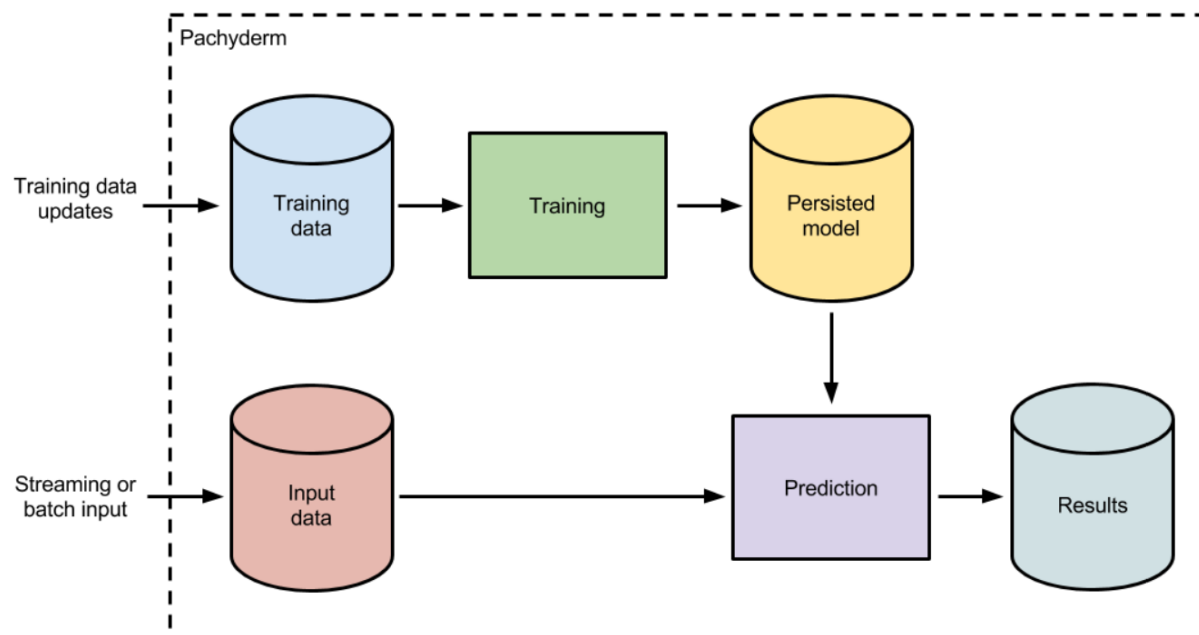 Pachyderm
Training data
updates
Training
data
Training
Persisted
model
Streaming or
batch input
Input
data
Prediction
Results